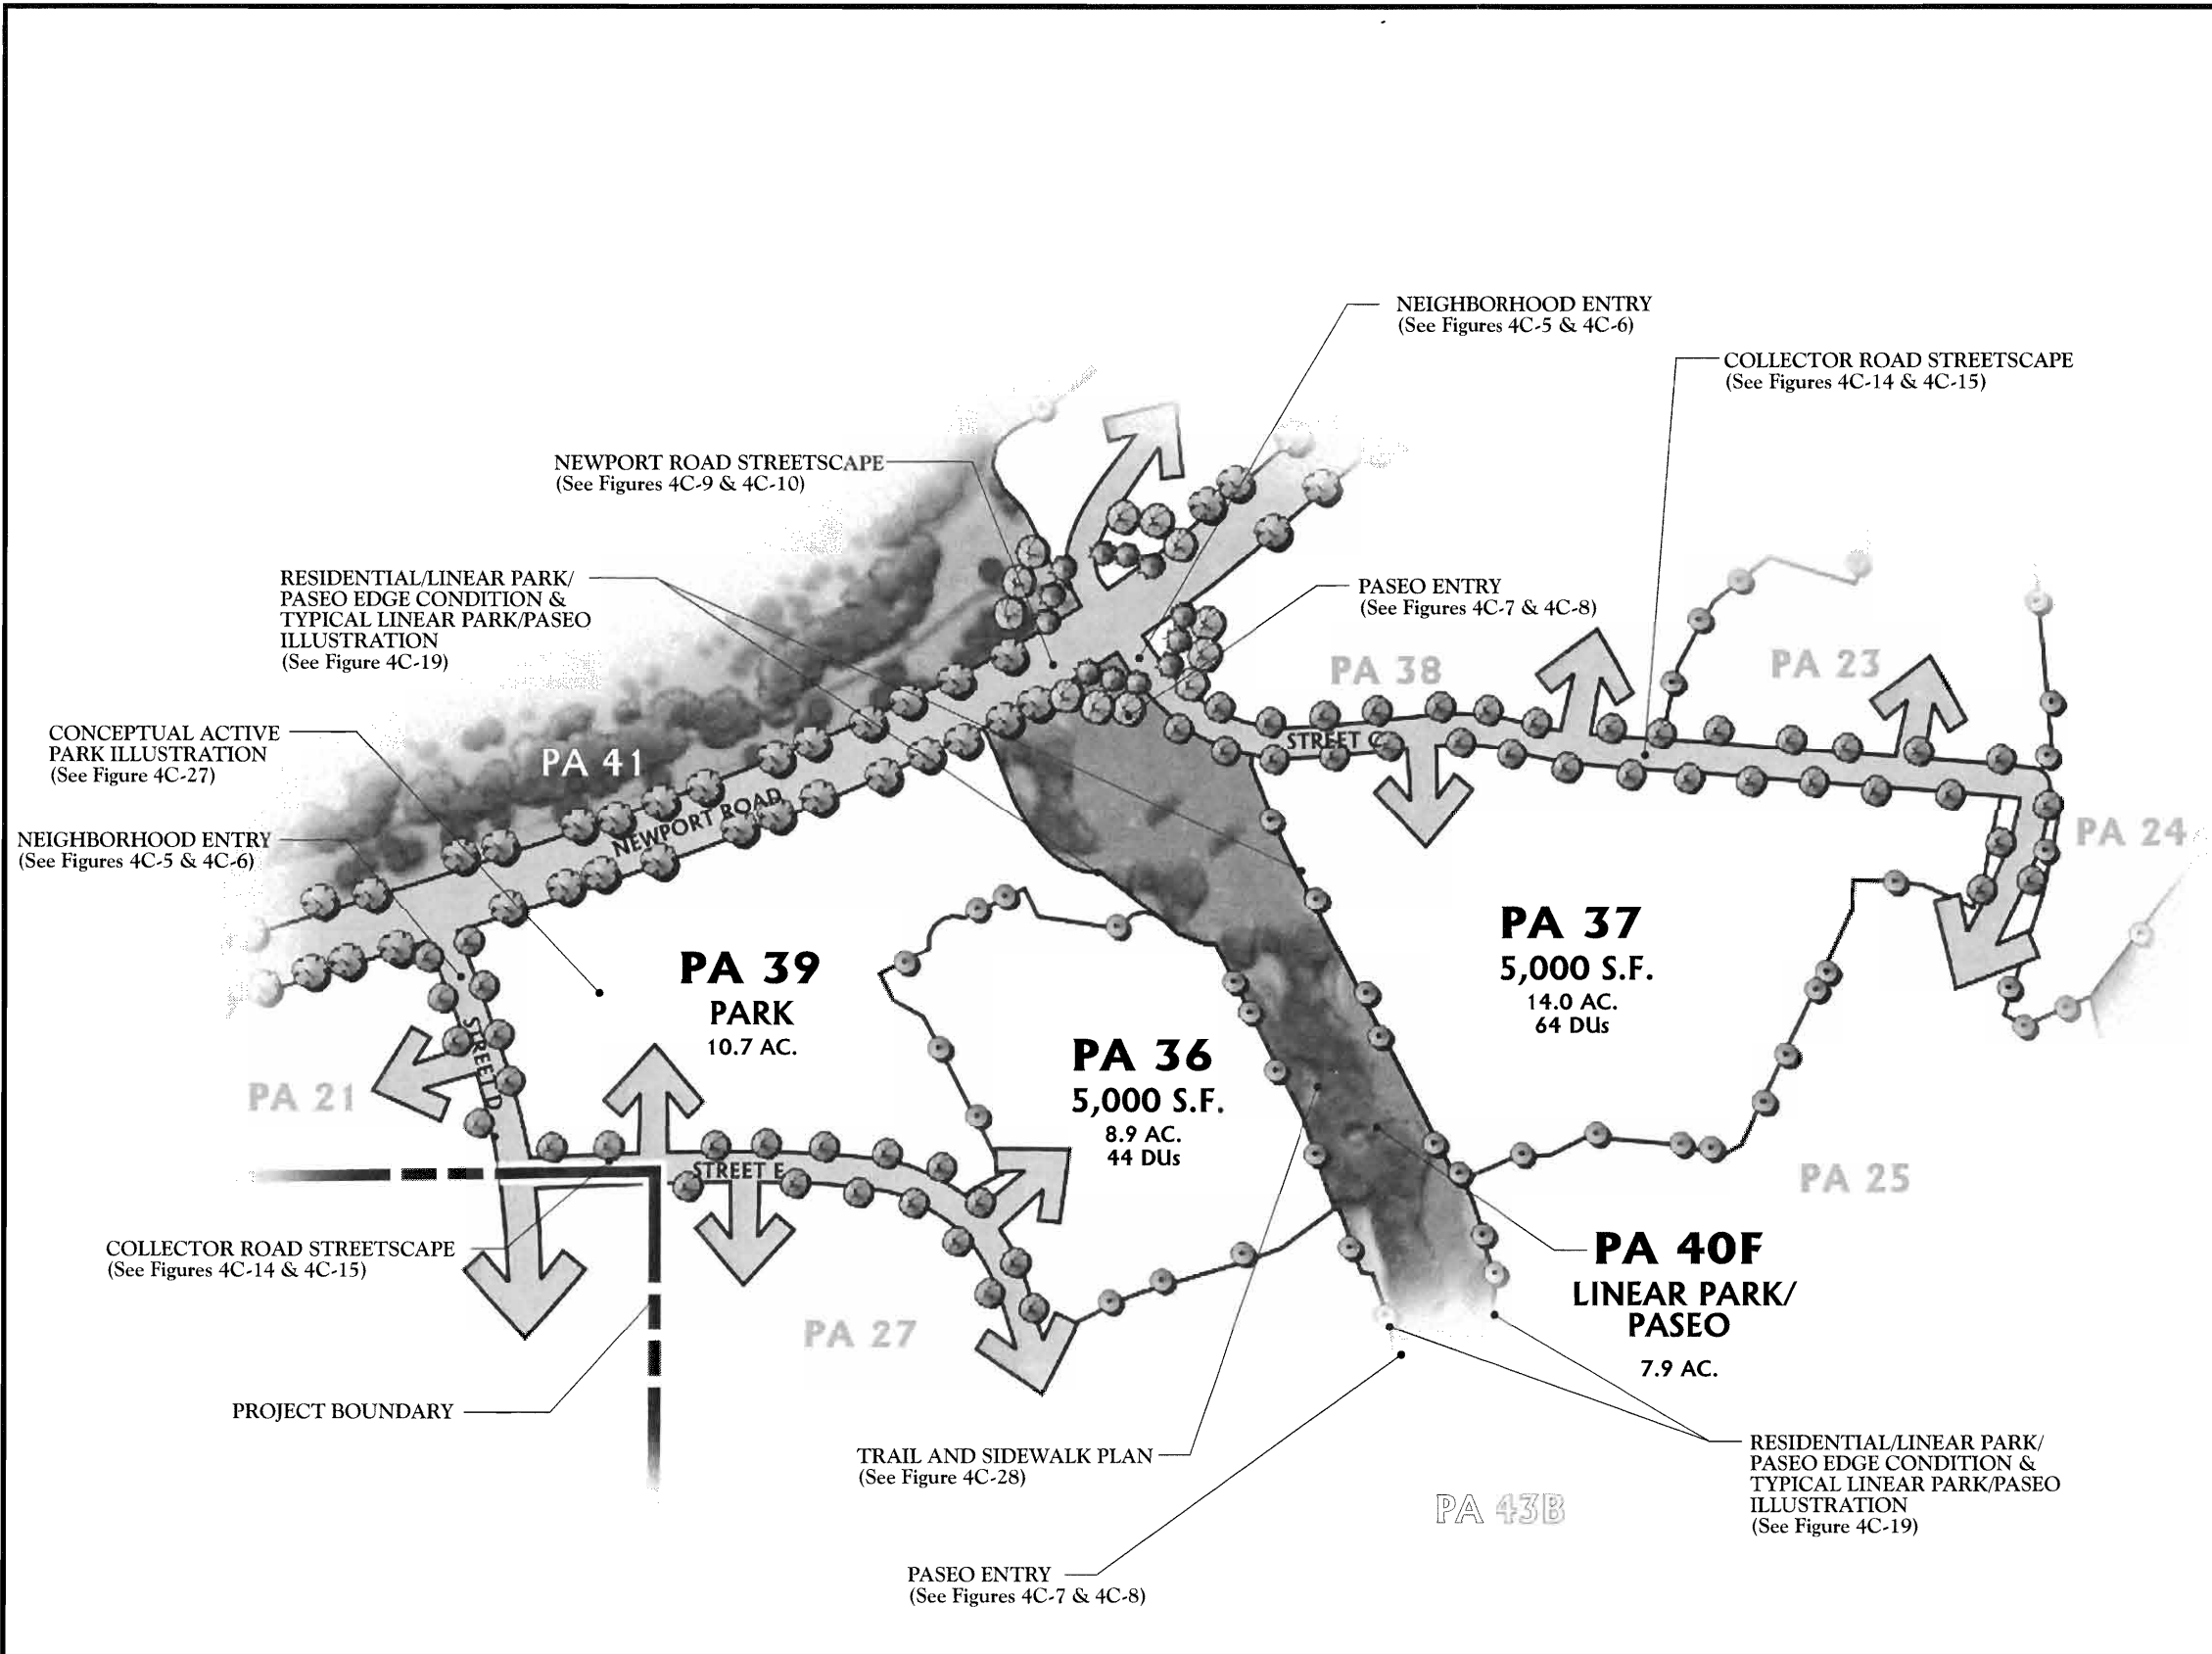 NEIGHBORHOOD ENTRY
(See Figures 4C-5 & 4C-6)
COLLECTOR ROAD STREETSCAPE
(See Figures 4C-14 & 4C-15)
NEWPORT ROAD STREETSCAPE
(See Figures 4C-9 & 4C-10)
RESIDENTIAL/LINEAR PARK/
PASEO EDGE CONDITION &
TYPICAL LINEAR PARK/PASEO
ILLUSTRATION
(See Figure 4C-19)
PASEO ENTRY
(See Figures 4C-7 & 4C-8)
PA 38
PA 23
CONCEPTUAL ACTIVE
PARK ILLUSTRATION
(See Figure 4C-27)
PA 41
STREET C
NEWPORT ROAD
NEIGHBORHOOD ENTRY
(See Figures 4C-5 & 4C-6)
PA 24
PA 39
PARK
10.7 AC.
PA 37
5,000 S.F.
14.0 AC.
64 DUs
PA 36
5,000 S.F.
8.9 AC.
44 DUs
STREET D
PA 21
STREET E
PA 25
COLLECTOR ROAD STREETSCAPE
(See Figures 4C-14 & 4C-15)
PA 40F
LINEAR PARK/
PASEO
7.9 AC.
PA 27
PROJECT BOUNDARY
TRAIL AND SIDEWALK PLAN
(See Figure 4C-28)
RESIDENTIAL/LINEAR PARK/
PASEO EDGE CONDITION &
TYPICAL LINEAR PARK/PASEO
ILLUSTRATION
(See Figure 4C-19)
PA 43B
PASEO ENTRY
(See Figures 4C-7 & 4C-8)